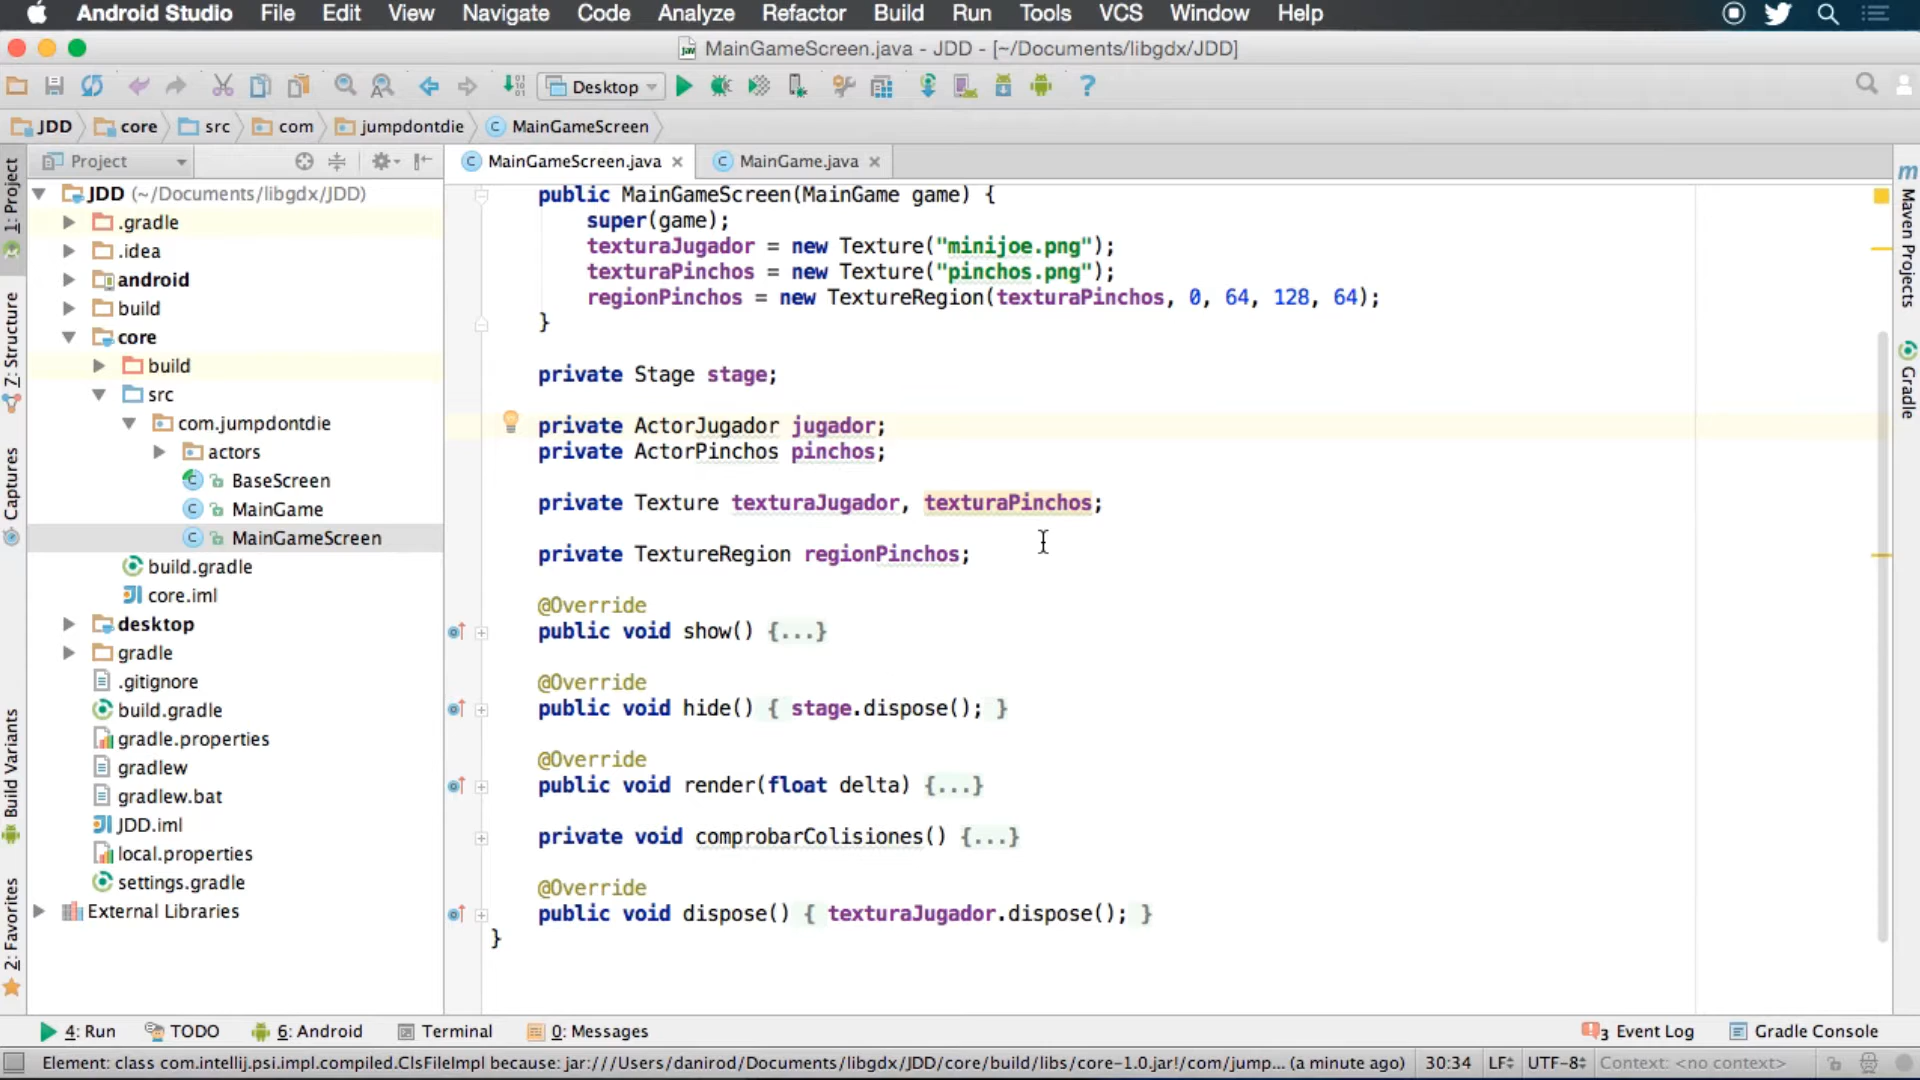 Android Studio File Edit View Navigate Code Analyze Refactor Build Run Tools VCS Window Help
MainGameScreen.java - JDD - [~/Documents/libgdx/JDD]
Desktop
JDD core src com jumpdontdie MainGameScreen
Project
MainGameScreen.java MainGame.java
JDD (~/Documents/libgdx/JDD)
.gradle
.idea
android
build
core
build
src
com.jumpdontdie
actors
BaseScreen
MainGame
MainGameScreen
build.gradle
core.iml
desktop
gradle
.gitignore
build.gradle
gradle.properties
gradlew
gradlew.bat
JDD.iml
local.properties
settings.gradle
External Libraries
1: Project
7: Structure
Captures
Build Variants
2: Favorites
public MainGameScreen(MainGame game) {
super(game);
texturaJugador = new Texture("minijoe.png");
texturaPinchos = new Texture("pinchos.png");
regionPinchos = new TextureRegion(texturaPinchos, 0, 64, 128, 64);
}
private Stage stage;
private ActorJugador jugador;
private ActorPinchos pinchos;
private Texture texturaJugador, texturaPinchos;
private TextureRegion regionPinchos;
@Override
public void show() {...}
@Override
public void hide() { stage.dispose(); }
@Override
public void render(float delta) {...}
private void comprobarColisiones() {...}
@Override
public void dispose() { texturaJugador.dispose(); }
}
Maven Projects
Gradle
4: Run TODO 6: Android Terminal 0: Messages 3 Event Log Gradle Console
Element: class com.intellij.psi.impl.compiled.ClsFileImpl because: jar:///Users/danirod/Documents/libgdx/JDD/core/build/libs/core-1.0.jar!/com/jump... (a minute ago) 30:34 LF UTF-8 Context: <no context>